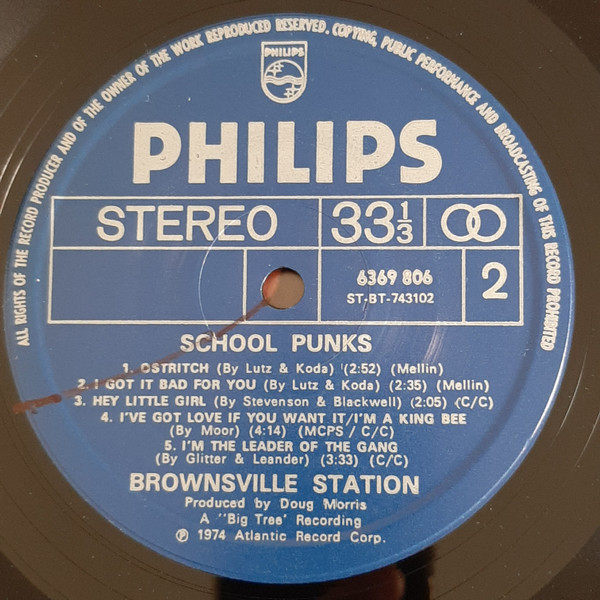 ALL RIGHTS OF THE RECORD PRODUCER AND OF THE OWNER OF THE WORK REPRODUCED RESERVED. COPYING, PUBLIC PERFORMANCE AND BROADCASTING OF THIS RECORD PROHIBITED
PHILIPS
PHILIPS
STEREO 33 1/3
6369 806 2
ST-BT-743102
SCHOOL PUNKS
1. OSTRITCH (By Lutz & Koda) (2:52) (Mellin)
2. I GOT IT BAD FOR YOU (By Lutz & Koda) (2:35) (Mellin)
3. HEY LITTLE GIRL (By Stevenson & Blackwell) (2:05) (C/C)
4. I'VE GOT LOVE IF YOU WANT IT/I'M A KING BEE
(By Moor) (4:14) (MCPS / C/C)
5. I'M THE LEADER OF THE GANG
(By Glitter & Leander) (3:33) (C/C)
BROWNSVILLE STATION
Produced by Doug Morris
A "Big Tree' Recording
℗ 1974 Atlantic Record Corp.